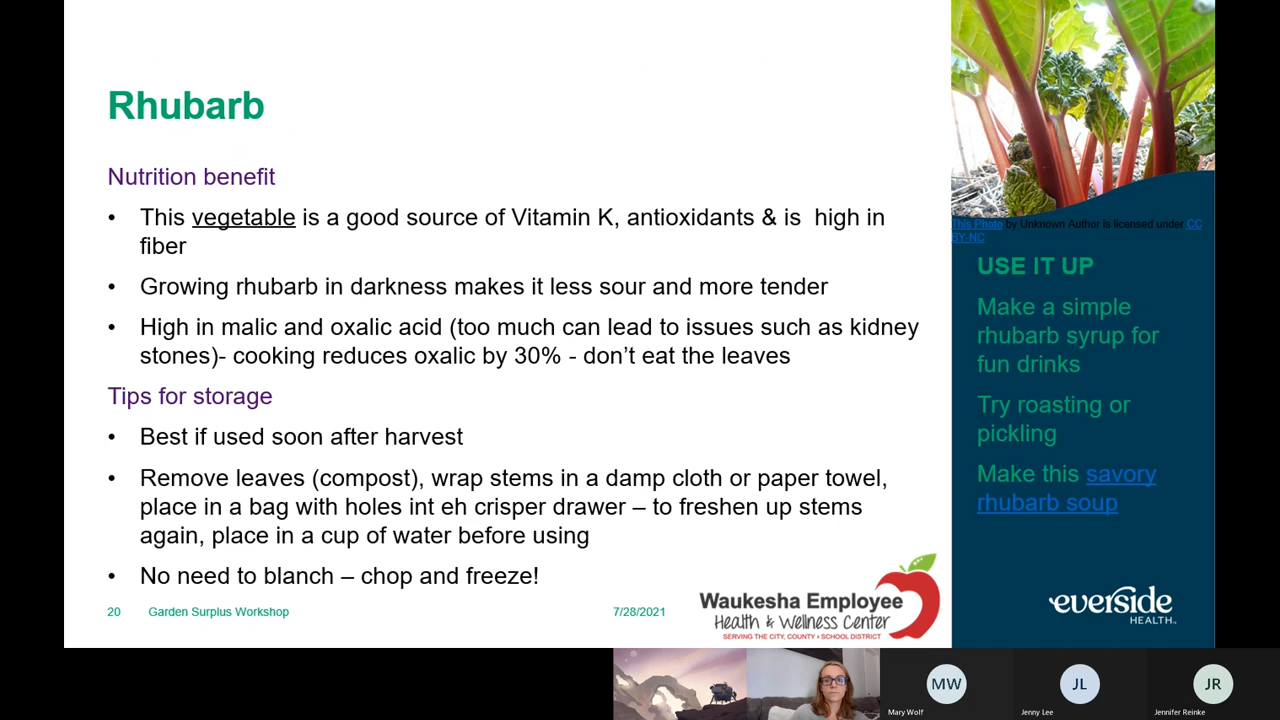 Rhubarb
Nutrition benefit
• This vegetable is a good source of Vitamin K, antioxidants & is  high in
fiber
• Growing rhubarb in darkness makes it less sour and more tender
• High in malic and oxalic acid (too much can lead to issues such as kidney
stones)- cooking reduces oxalic by 30% - don’t eat the leaves
Tips for storage
• Best if used soon after harvest
• Remove leaves (compost), wrap stems in a damp cloth or paper towel,
place in a bag with holes int eh crisper drawer – to freshen up stems
again, place in a cup of water before using
• No need to blanch – chop and freeze!
20 Garden Surplus Workshop 7/28/2021
Waukesha Employee
Health & Wellness Center
SERVING THE CITY, COUNTY & SCHOOL DISTRICT
This Photo by Unknown Author is licensed under CC
BY-NC
USE IT UP
Make a simple
rhubarb syrup for
fun drinks
Try roasting or
pickling
Make this savory
rhubarb soup
everside
HEALTH™
MW
Mary Wolf
JL
Jenny Lee
JR
Jennifer Reinke